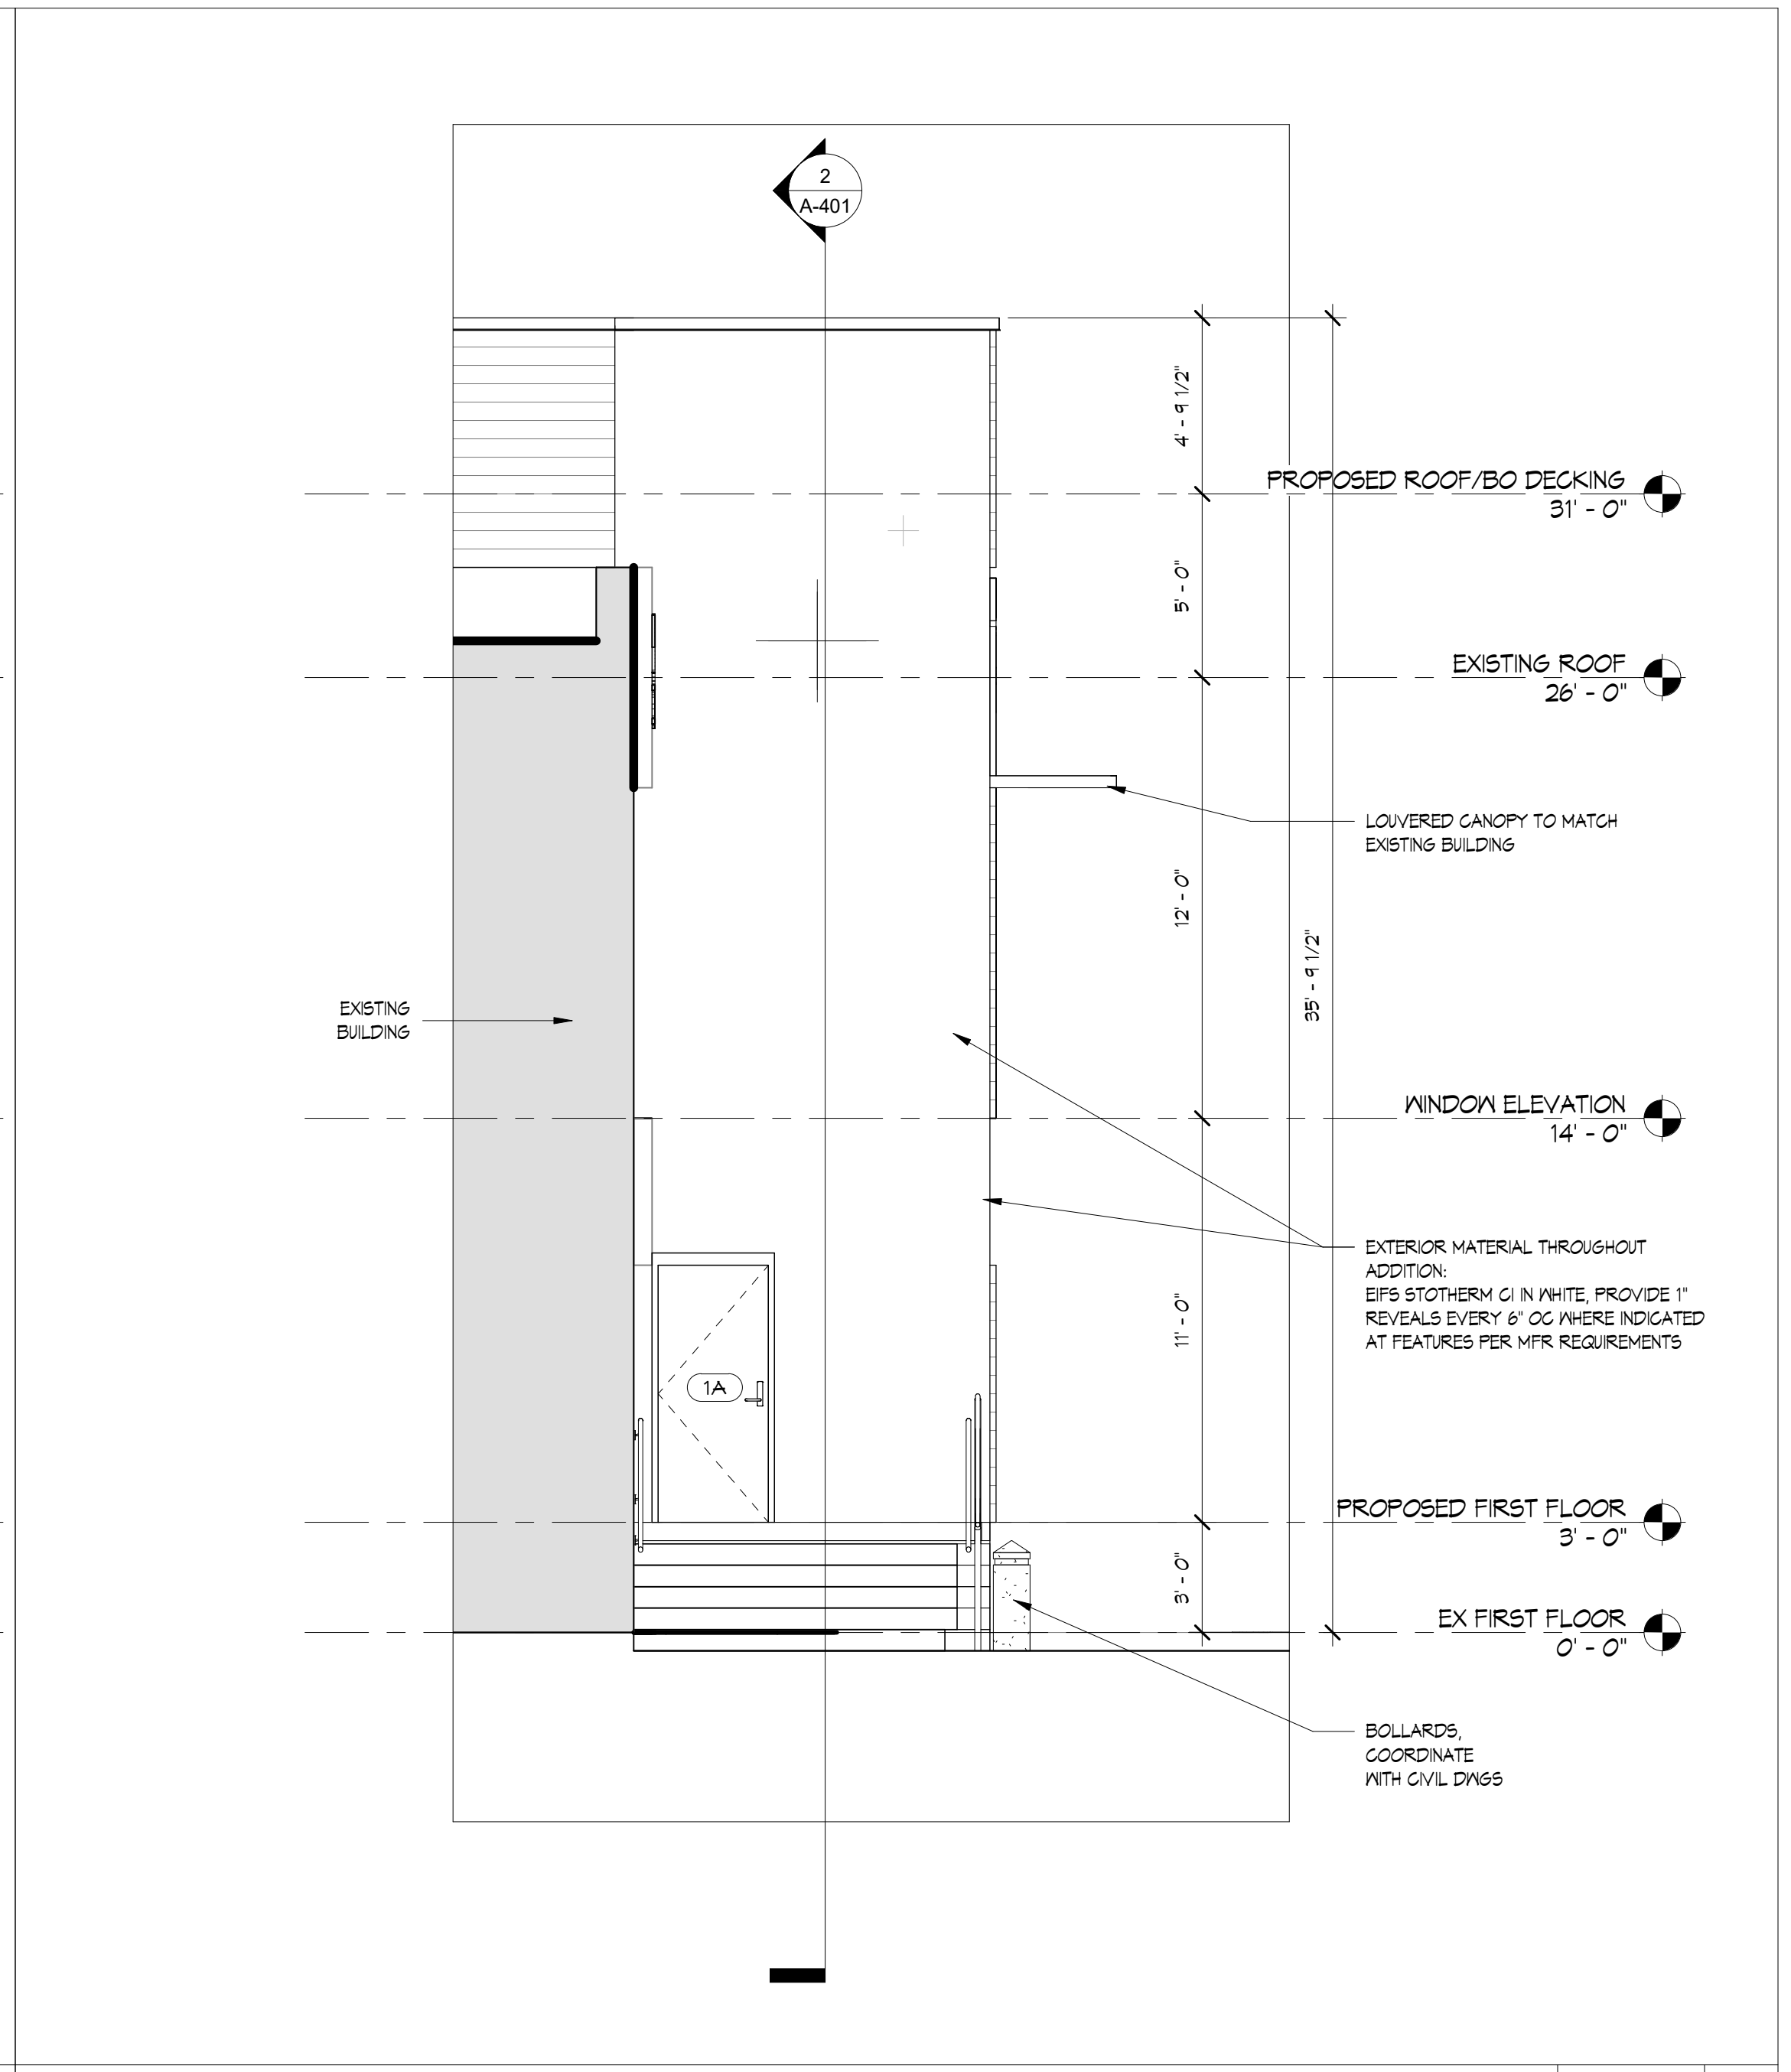 2
A-401
4' - 9 1/2"
PROPOSED ROOF/BO DECKING
31' - 0"
5' - 0"
EXISTING ROOF
26' - 0"
LOUVERED CANOPY TO MATCH
EXISTING BUILDING
12' - 0"
35' - 9 1/2"
EXISTING
BUILDING
WINDOW ELEVATION
14' - 0"
EXTERIOR MATERIAL THROUGHOUT
ADDITION:
EIFS STOTHERM CI IN WHITE, PROVIDE 1"
REVEALS EVERY 6" OC WHERE INDICATED
AT FEATURES PER MFR REQUIREMENTS
11' - 0"
1A
PROPOSED FIRST FLOOR
3' - 0"
3' - 0"
EX FIRST FLOOR
0' - 0"
BOLLARDS,
COORDINATE
WITH CIVIL DWGS